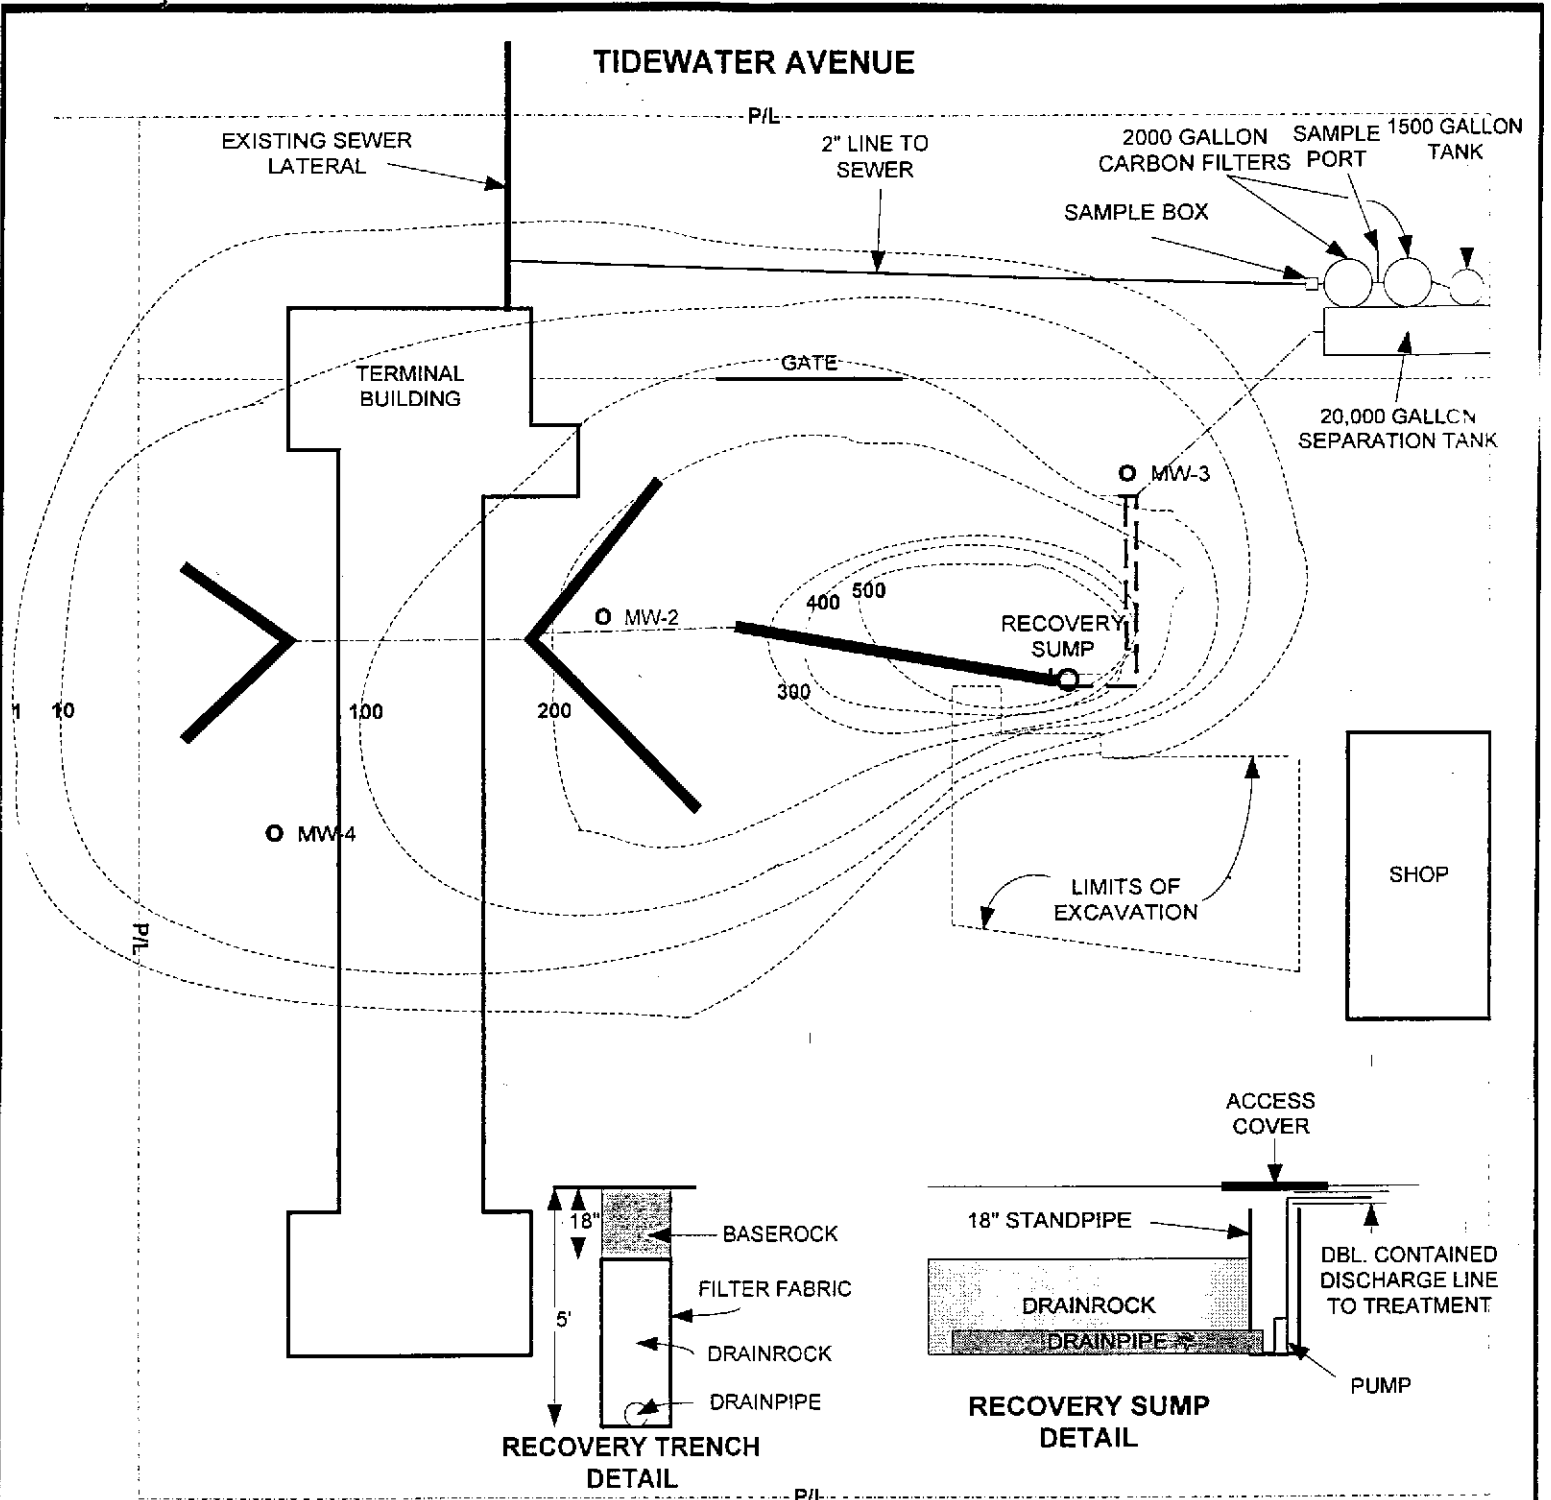 TIDEWATER AVENUE
P/L
EXISTING SEWER
LATERAL
2" LINE TO
SEWER
2000 GALLON
CARBON FILTERS
SAMPLE
PORT
1500 GALLON
TANK
SAMPLE BOX
GATE
TERMINAL
BUILDING
20,000 GALLON
SEPARATION TANK
MW-3
400
500
MW-2
RECOVERY
SUMP
300
1
10
100
200
MW-4
SHOP
LIMITS OF
EXCAVATION
P/L
ACCESS
COVER
18"
BASEROCK
18" STANDPIPE
DBL. CONTAINED
DISCHARGE LINE
TO TREATMENT
FILTER FABRIC
5'
DRAINROCK
DRAINPIPE
DRAINROCK
DRAINPIPE
PUMP
RECOVERY TRENCH
DETAIL
RECOVERY SUMP
DETAIL
P/L